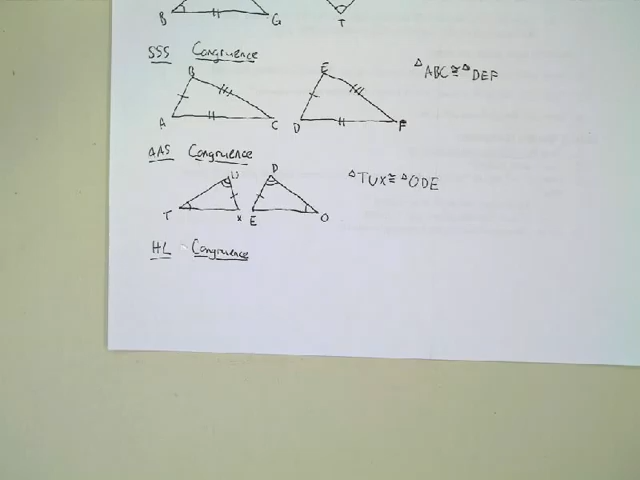 B G T
SSS Congruence
B E △ABC ≅ △DEF
A C D F
AAS Congruence
U D △TUX ≅ △ODE
T X E O
HL Congruence